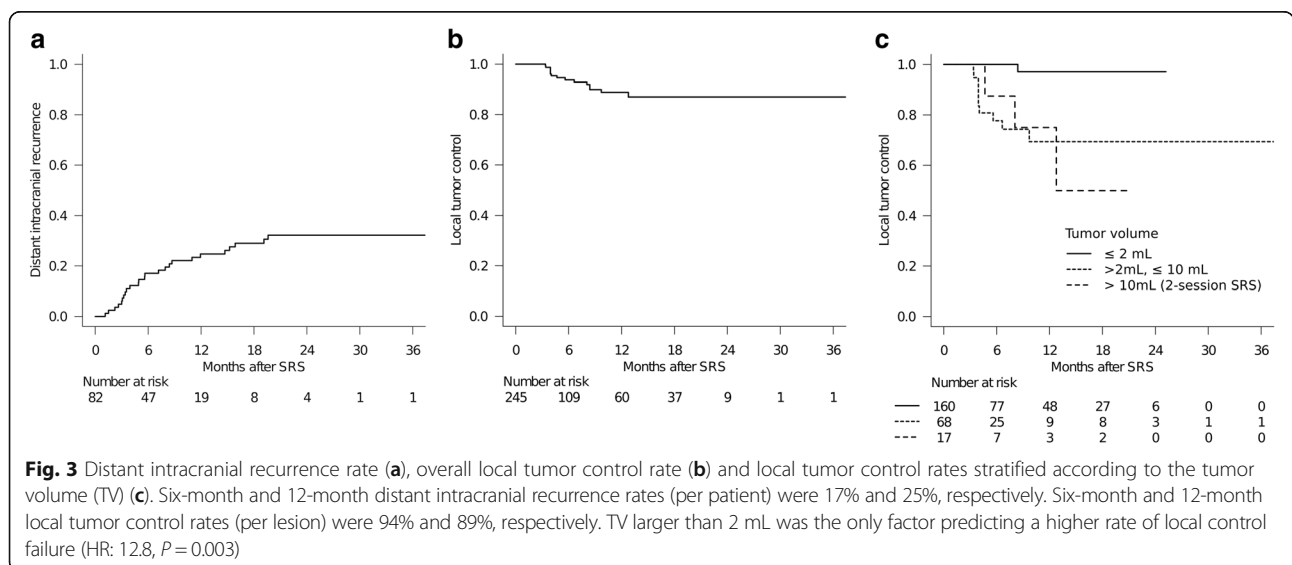 a
1.0
0.8
0.6
0.4
0.2
0.0
Distant intracranial recurrence
0 6 12 18 24 30 36
Months after SRS
Number at risk
82 47 19 8 4 1 1
b
1.0
0.8
0.6
0.4
0.2
0.0
Local tumor control
0 6 12 18 24 30 36
Months after SRS
Number at risk
245 109 60 37 9 1 1
c
1.0
0.8
0.6
0.4
0.2
0.0
Local tumor control
Tumor volume
≤ 2 mL
>2mL, ≤ 10 mL
> 10mL (2-session SRS)
0 6 12 18 24 30 36
Months after SRS
Number at risk
160 77 48 27 6 0 0
68 25 9 8 3 1 1
17 7 3 2 0 0 0
Fig. 3 Distant intracranial recurrence rate (a), overall local tumor control rate (b) and local tumor control rates stratified according to the tumor
volume (TV) (c). Six-month and 12-month distant intracranial recurrence rates (per patient) were 17% and 25%, respectively. Six-month and 12-month
local tumor control rates (per lesion) were 94% and 89%, respectively. TV larger than 2 mL was the only factor predicting a higher rate of local control
failure (HR: 12.8, P = 0.003)